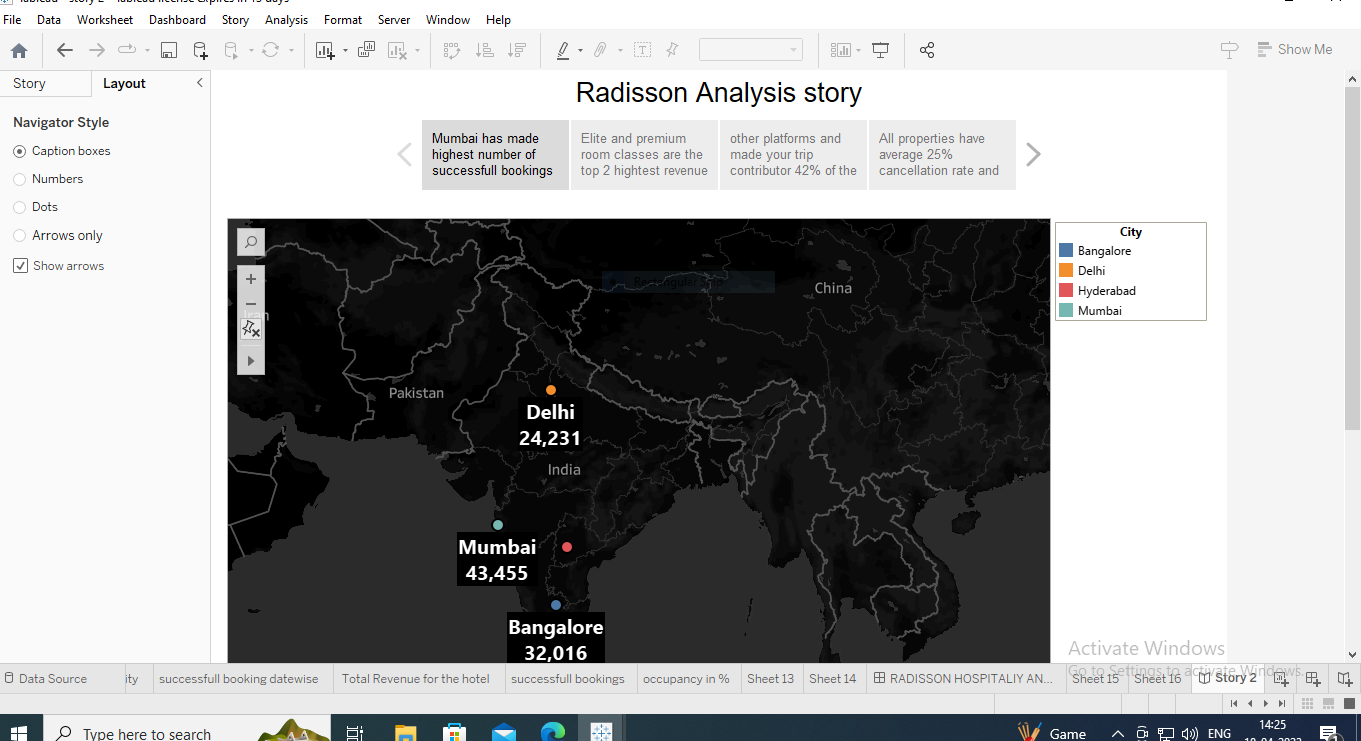 File Data Worksheet Dashboard Story Analysis Format Server Window Help
Show Me
Story Layout
Navigator Style
Caption boxes
Numbers
Dots
Arrows only
Show arrows
Radisson Analysis story
Mumbai has made
highest number of
successfull bookings
Elite and premium
room classes are the
top 2 hightest revenue
other platforms and
made your trip
contributor 42% of the
All properties have
average 25%
cancellation rate and
City
Bangalore
Delhi
Hyderabad
Mumbai
China
Iran
Pakistan
Delhi
24,231
India
Mumbai
43,455
Bangalore
32,016
Activate Windows
Go to Settings to activate Windows.
Data Source ity successfull booking datewise Total Revenue for the hotel successfull bookings occupancy in % Sheet 13 Sheet 14 RADISSON HOSPITALIY AN... Sheet 15 Sheet 16 Story 2
Type here to search
Game
ENG
14:25